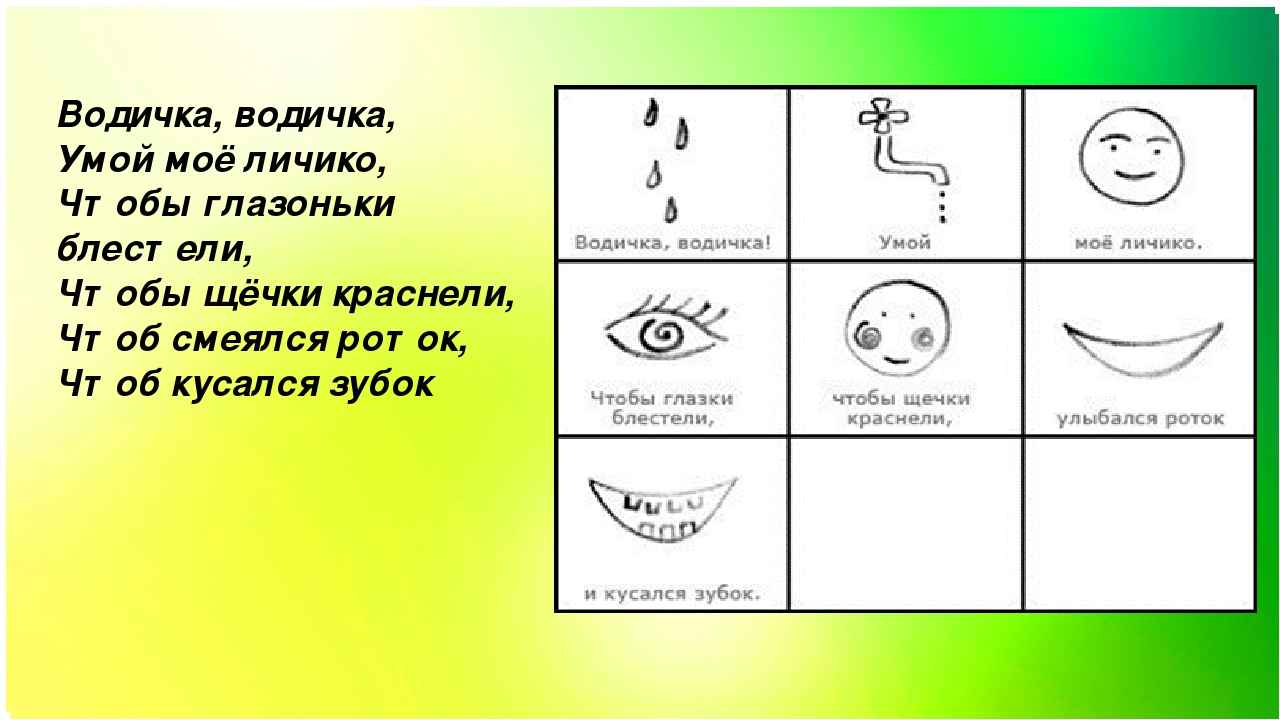 Водичка, водичка,
Умой моё личико,
Чт обы глазоньки
блест ели,
Чт обы щёчки краснели,
Чт об смеялся рот ок,
Чт об кусался зубок
Водичка, водичка!
Умой
моё личико.
Чтобы глазки
блестели,
чтобы щечки
краснели,
улыбался роток
и кусался зубок.